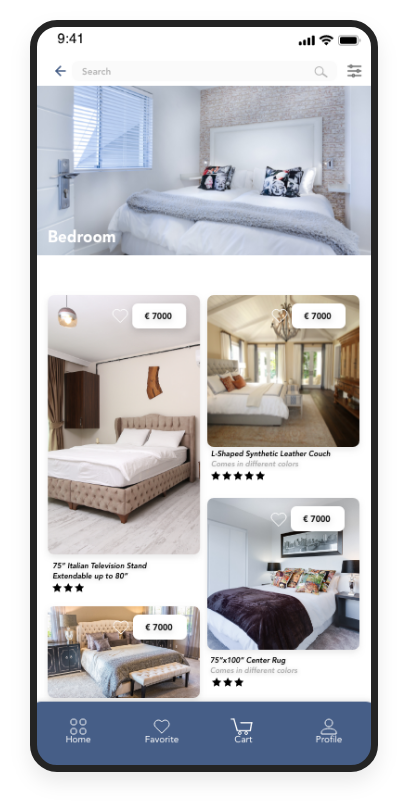 9:41
Search
Bedroom
€ 7000
€ 7000
L-Shaped Synthetic Leather Couch
Comes in different colors
€ 7000
75" Italian Television Stand
Extendable up to 80"
€ 7000
75"x100" Center Rug
Comes in different colors
Home
Favorite
Cart
Profile